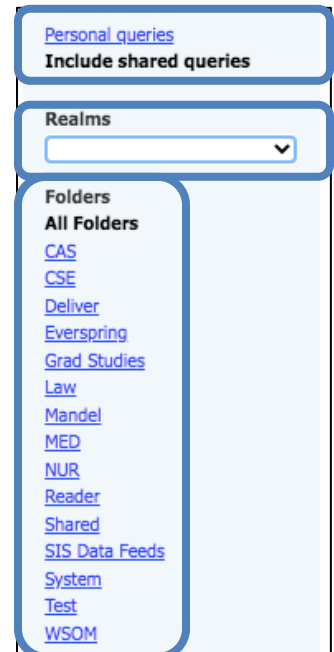 Personal queries
Include shared queries
Realms
Folders
All Folders
CAS
CSE
Deliver
Everspring
Grad Studies
Law
Mandel
MED
NUR
Reader
Shared
SIS Data Feeds
System
Test
WSOM